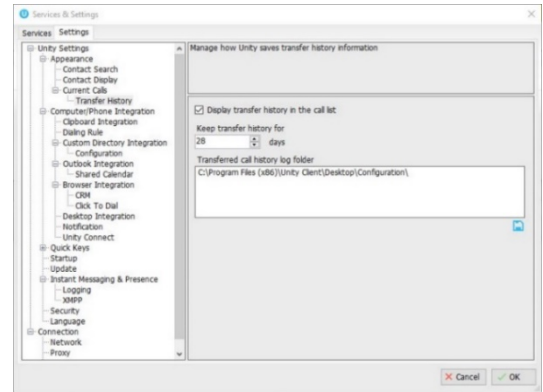 Services & Settings
Services Settings
Unity Settings
Appearance
Contact Search
Contact Display
Current Calls
Transfer History
Computer/Phone Integration
Clipboard Integration
Dialing Rule
Custom Directory Integration
Configuration
Outlook Integration
Shared Calendar
Browser Integration
CRM
Click To Dial
Desktop Integration
Notification
Unity Connect
Quick Keys
Startup
Update
Instant Messaging & Presence
Logging
XMPP
Security
Language
Connection
Network
Proxy
Manage how Unity saves transfer history information
Display transfer history in the call list
Keep transfer history for
28 days
Transferred call history log folder
C:\Program Files (x86)\Unity Client\Desktop\Configuration\
Cancel OK